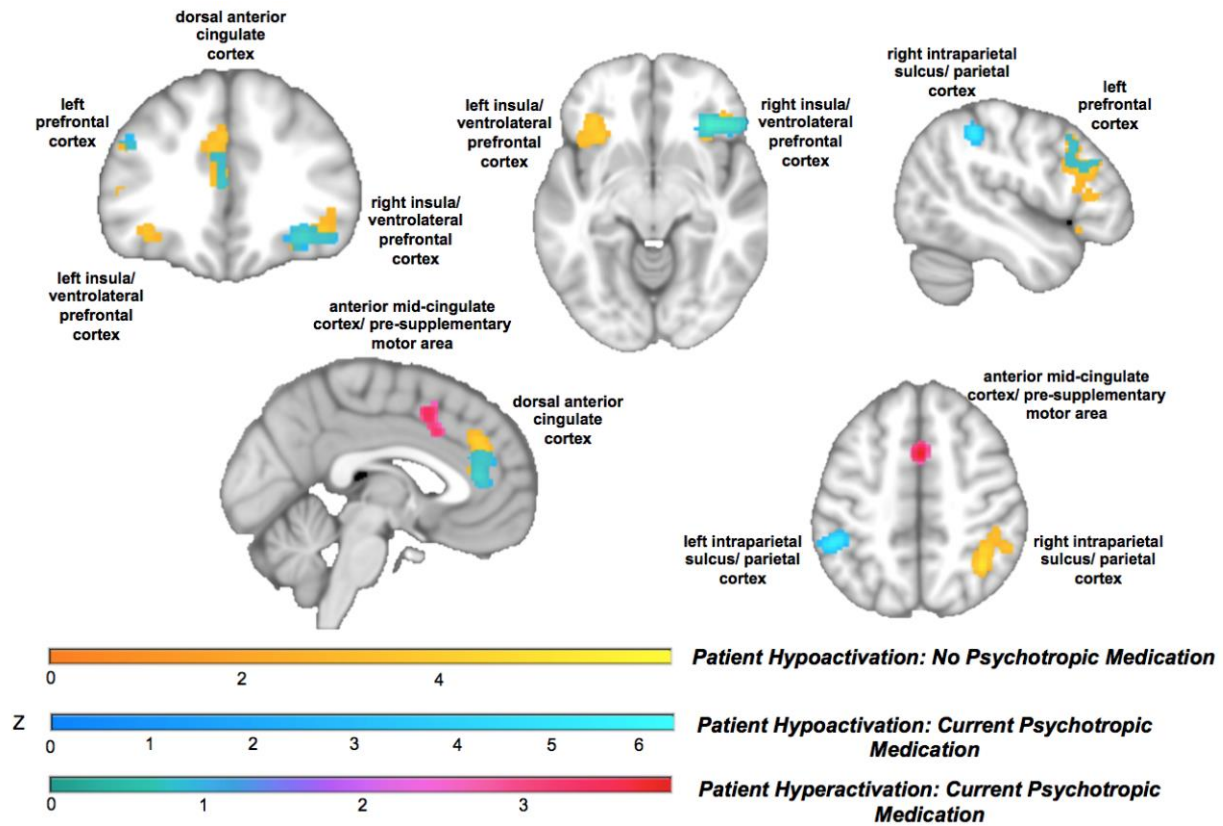 dorsal anterior
cingulate
cortex
left
prefrontal
cortex
right insula/
ventrolateral
prefrontal
cortex
left insula/
ventrolateral
prefrontal
cortex
left insula/
ventrolateral
prefrontal
cortex
right insula/
ventrolateral
prefrontal
cortex
right intraparietal
sulcus/ parietal
cortex
left
prefrontal
cortex
anterior mid-cingulate
cortex/ pre-supplementary
motor area
dorsal anterior
cingulate
cortex
anterior mid-cingulate
cortex/ pre-supplementary
motor area
left intraparietal
sulcus/ parietal
cortex
right intraparietal
sulcus/ parietal
cortex
Patient Hypoactivation: No Psychotropic Medication
0 2 4
z
Patient Hypoactivation: Current Psychotropic
Medication
0 1 2 3 4 5 6
Patient Hyperactivation: Current Psychotropic
Medication
0 1 2 3